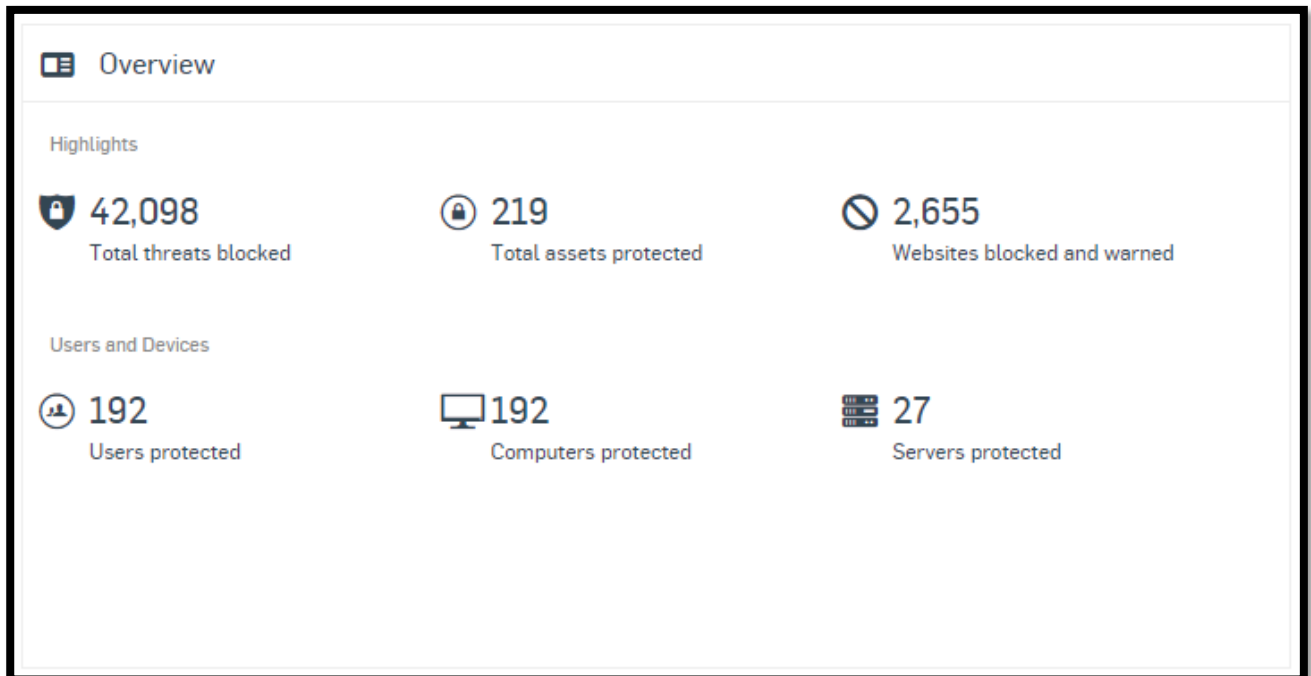 Overview
Highlights
42,098 219 2,655
Total threats blocked Total assets protected Websites blocked and warned
Users and Devices
192 192 27
Users protected Computers protected Servers protected